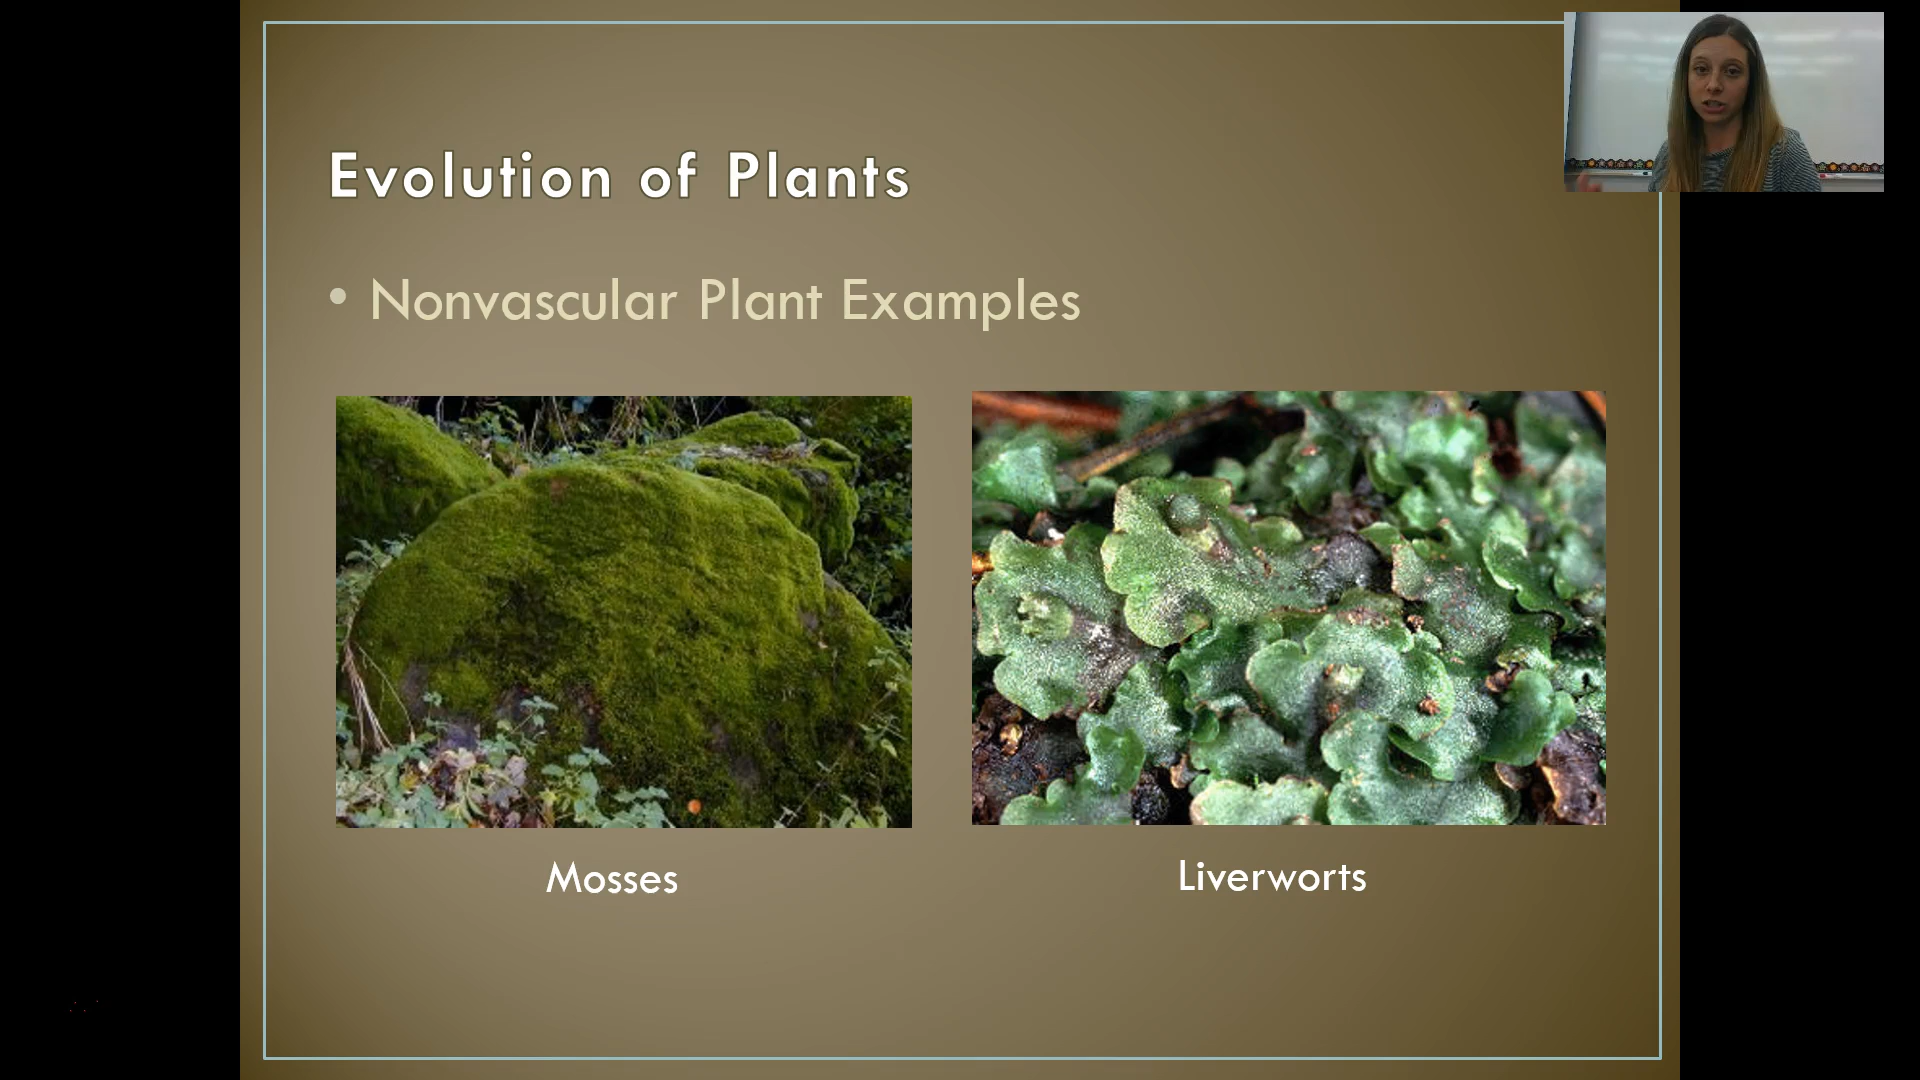 Evolution of Plants
• Nonvascular Plant Examples
Mosses
Liverworts